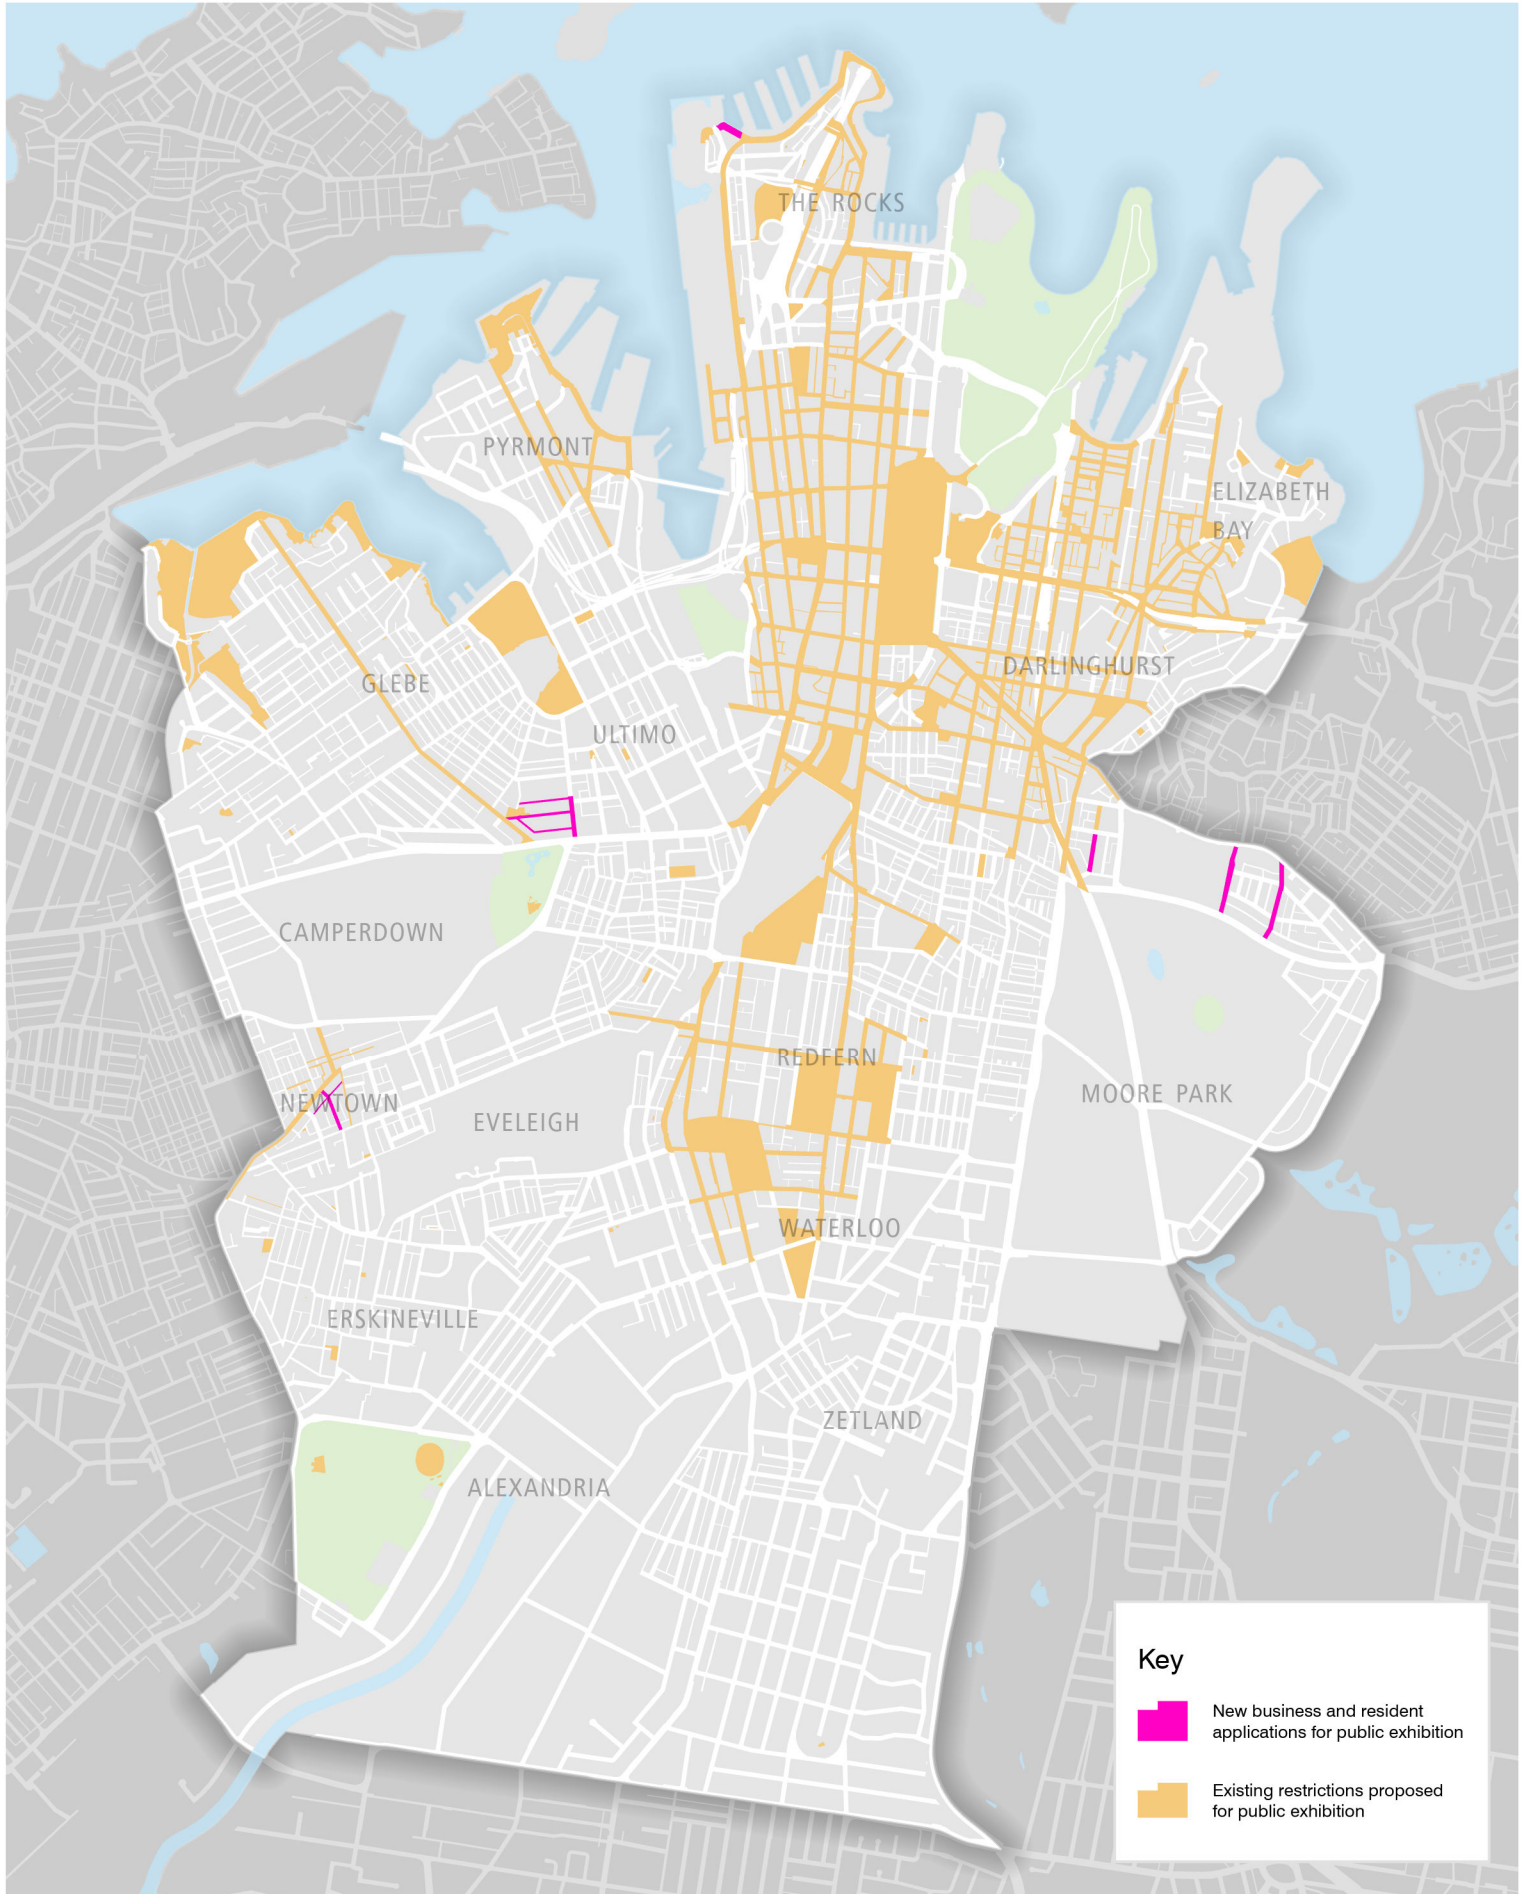 THE ROCKS
PYRMONT
ELIZABETH
BAY
DARLINGHURST
GLEBE
ULTIMO
CAMPERDOWN
REDFERN
MOORE PARK
NEWTOWN
EVELEIGH
WATERLOO
ERSKINEVILLE
ZETLAND
ALEXANDRIA
Key
New business and resident
applications for public exhibition
Existing restrictions proposed
for public exhibition